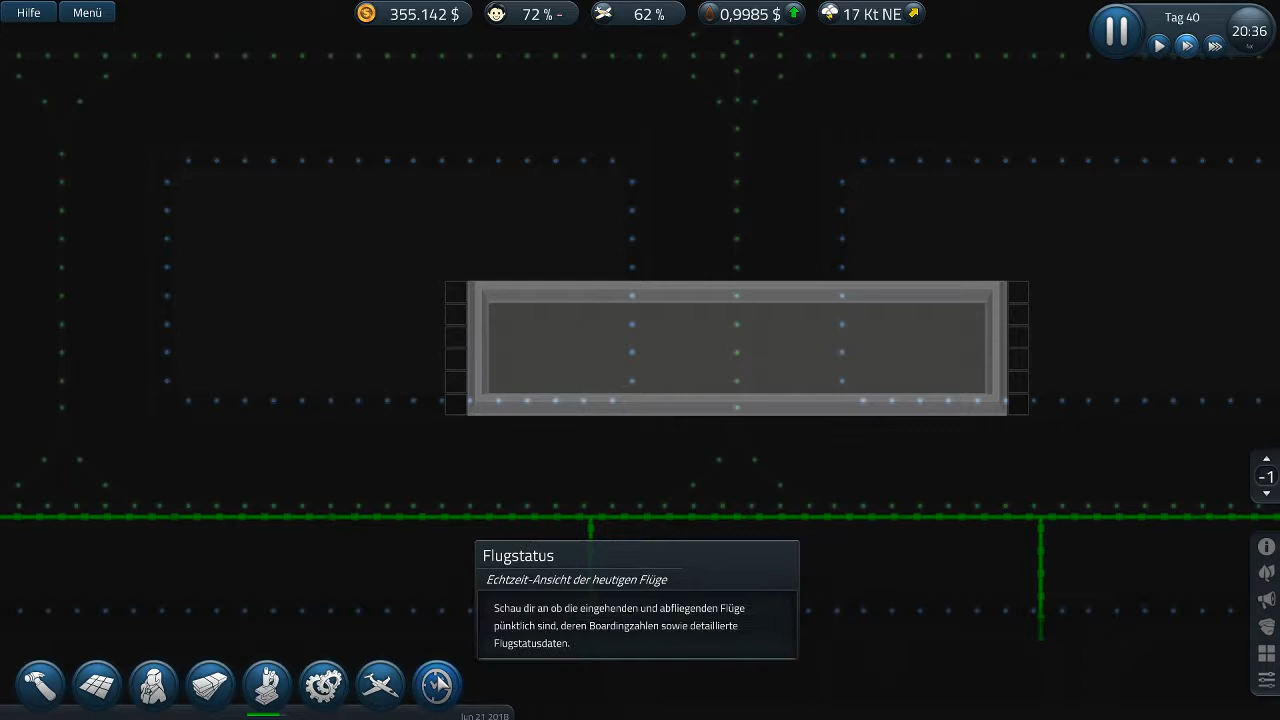 Hilfe
Menü
355.142 $
72 % -
62 %
0,9985 $
17 Kt NE
Tag 40
20:36
-1
Flugstatus
Echtzeit-Ansicht der heutigen Flüge
Schau dir an ob die eingehenden und abfliegenden Flüge
pünktlich sind, deren Boardingzahlen sowie detaillierte
Flugstatusdaten.
Jun 21 2018